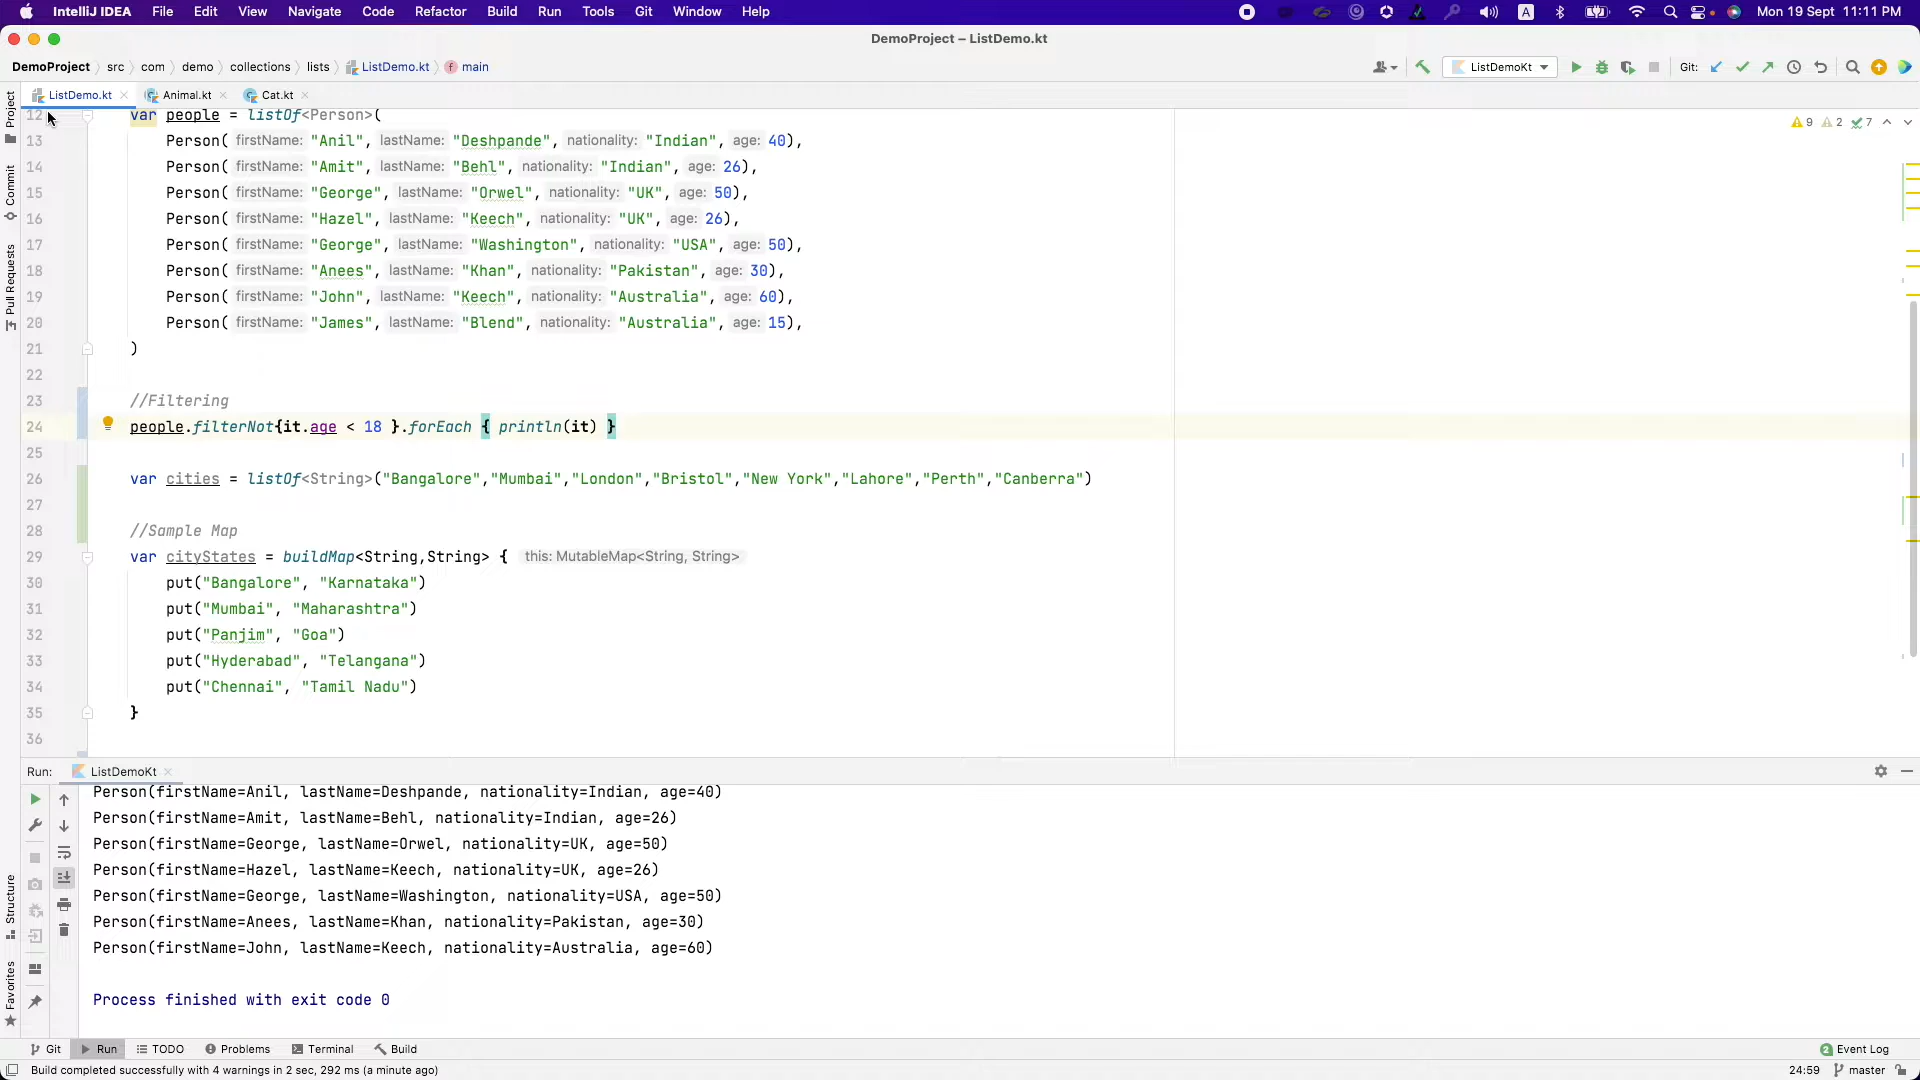 IntelliJ IDEA File Edit View Navigate Code Refactor Build Run Tools Git Window Help A Mon 19 Sept 11:11 PM
DemoProject – ListDemo.kt
DemoProject src com demo collections lists ListDemo.kt f main ListDemoKt Git:
ListDemo.kt Animal.kt Cat.kt
Project
Commit
Pull Requests
9 2 7
12 var people = listOf<Person>(
13 Person( firstName: "Anil", lastName: "Deshpande", nationality: "Indian", age: 40),
14 Person( firstName: "Amit", lastName: "Behl", nationality: "Indian", age: 26),
15 Person( firstName: "George", lastName: "Orwel", nationality: "UK", age: 50),
16 Person( firstName: "Hazel", lastName: "Keech", nationality: "UK", age: 26),
17 Person( firstName: "George", lastName: "Washington", nationality: "USA", age: 50),
18 Person( firstName: "Anees", lastName: "Khan", nationality: "Pakistan", age: 30),
19 Person( firstName: "John", lastName: "Keech", nationality: "Australia", age: 60),
20 Person( firstName: "James", lastName: "Blend", nationality: "Australia", age: 15),
21 )
22
23 //Filtering
24 people.filterNot{it.age < 18 }.forEach { println(it) }
25
26 var cities = listOf<String>("Bangalore","Mumbai","London","Bristol","New York","Lahore","Perth","Canberra")
27
28 //Sample Map
29 var cityStates = buildMap<String,String> { this: MutableMap<String, String>
30 put("Bangalore", "Karnataka")
31 put("Mumbai", "Maharashtra")
32 put("Panjim", "Goa")
33 put("Hyderabad", "Telangana")
34 put("Chennai", "Tamil Nadu")
35 }
36
Run: ListDemoKt
Person(firstName=Anil, lastName=Deshpande, nationality=Indian, age=40)
Person(firstName=Amit, lastName=Behl, nationality=Indian, age=26)
Person(firstName=George, lastName=Orwel, nationality=UK, age=50)
Person(firstName=Hazel, lastName=Keech, nationality=UK, age=26)
Person(firstName=George, lastName=Washington, nationality=USA, age=50)
Person(firstName=Anees, lastName=Khan, nationality=Pakistan, age=30)
Person(firstName=John, lastName=Keech, nationality=Australia, age=60)
Process finished with exit code 0
Structure
Favorites
Git Run TODO Problems Terminal Build 2 Event Log
Build completed successfully with 4 warnings in 2 sec, 292 ms (a minute ago) 24:59 master